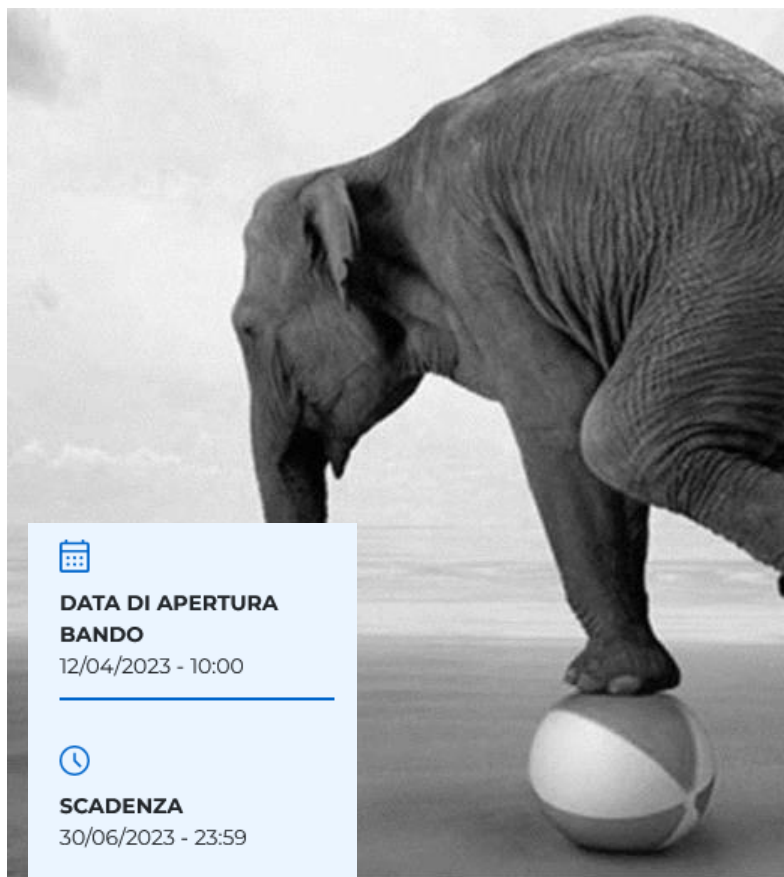 DATA DI APERTURA
BANDO
12/04/2023 - 10:00
SCADENZA
30/06/2023 - 23:59